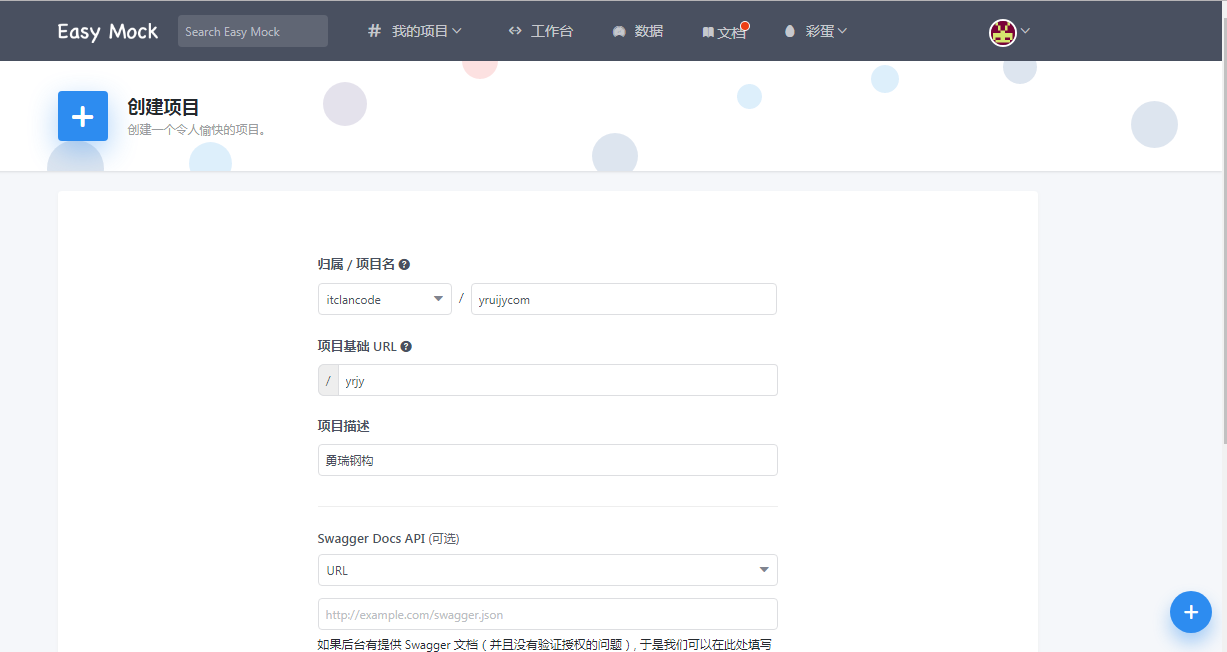 Easy Mock
Search Easy Mock
我的项目
工作台
数据
文档
彩蛋
创建项目
创建一个令人愉快的项目。
归属 / 项目名
itclancode / yruijycom
项目基础 URL
/ yrjy
项目描述
勇瑞钢构
Swagger Docs API (可选)
URL
http://example.com/swagger.json
如果后台有提供 Swagger 文档（并且没有验证授权的问题）, 于是我们可以在此处填写